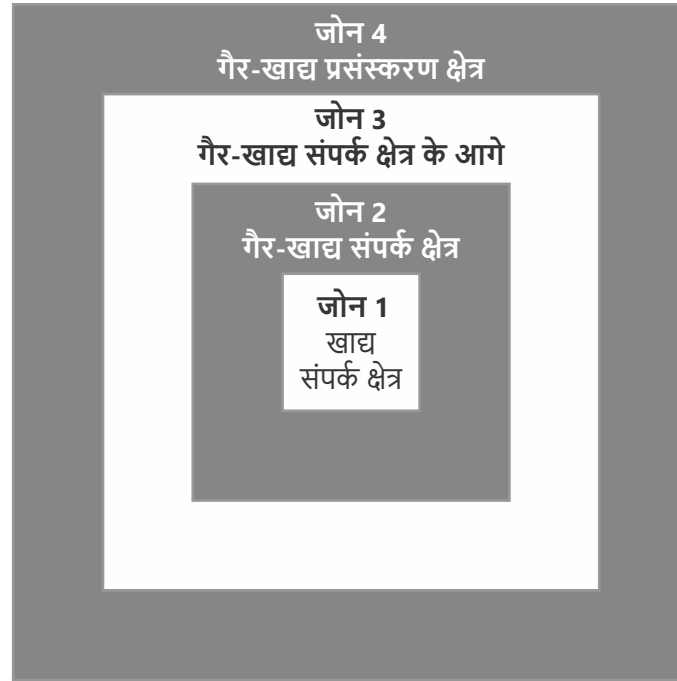 जोन 4
गैर-खाद्य प्रसंस्करण क्षेत्र
जोन 3
गैर-खाद्य संपर्क क्षेत्र के आगे
जोन 2
गैर-खाद्य संपर्क क्षेत्र
जोन 1
खाद्य
संपर्क क्षेत्र